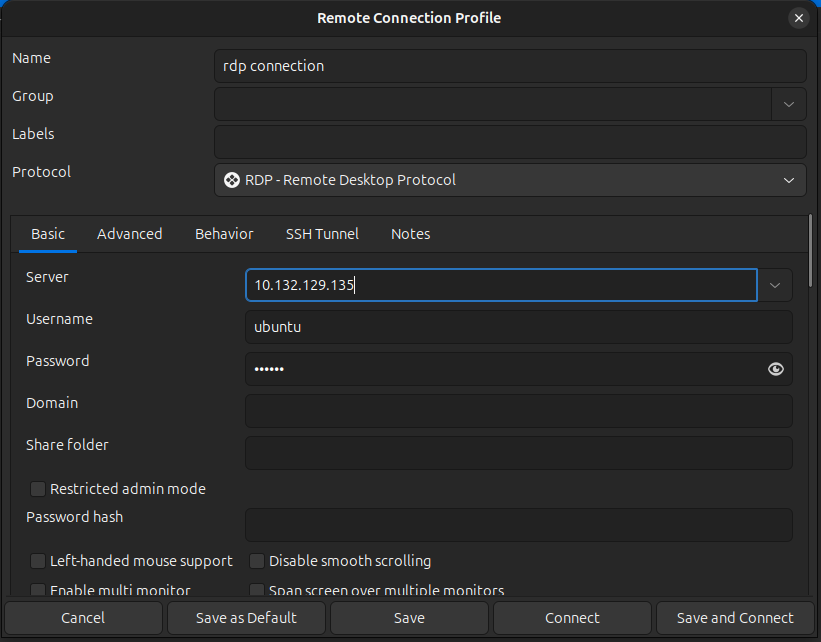 Remote Connection Profile
Name
rdp connection
Group
Labels
Protocol
RDP - Remote Desktop Protocol
Basic Advanced Behavior SSH Tunnel Notes
Server
10.132.129.135
Username
ubuntu
Password
••••••
Domain
Share folder
Restricted admin mode
Password hash
Left-handed mouse support Disable smooth scrolling
Enable multi monitor Span screen over multiple monitors
Cancel Save as Default Save Connect Save and Connect